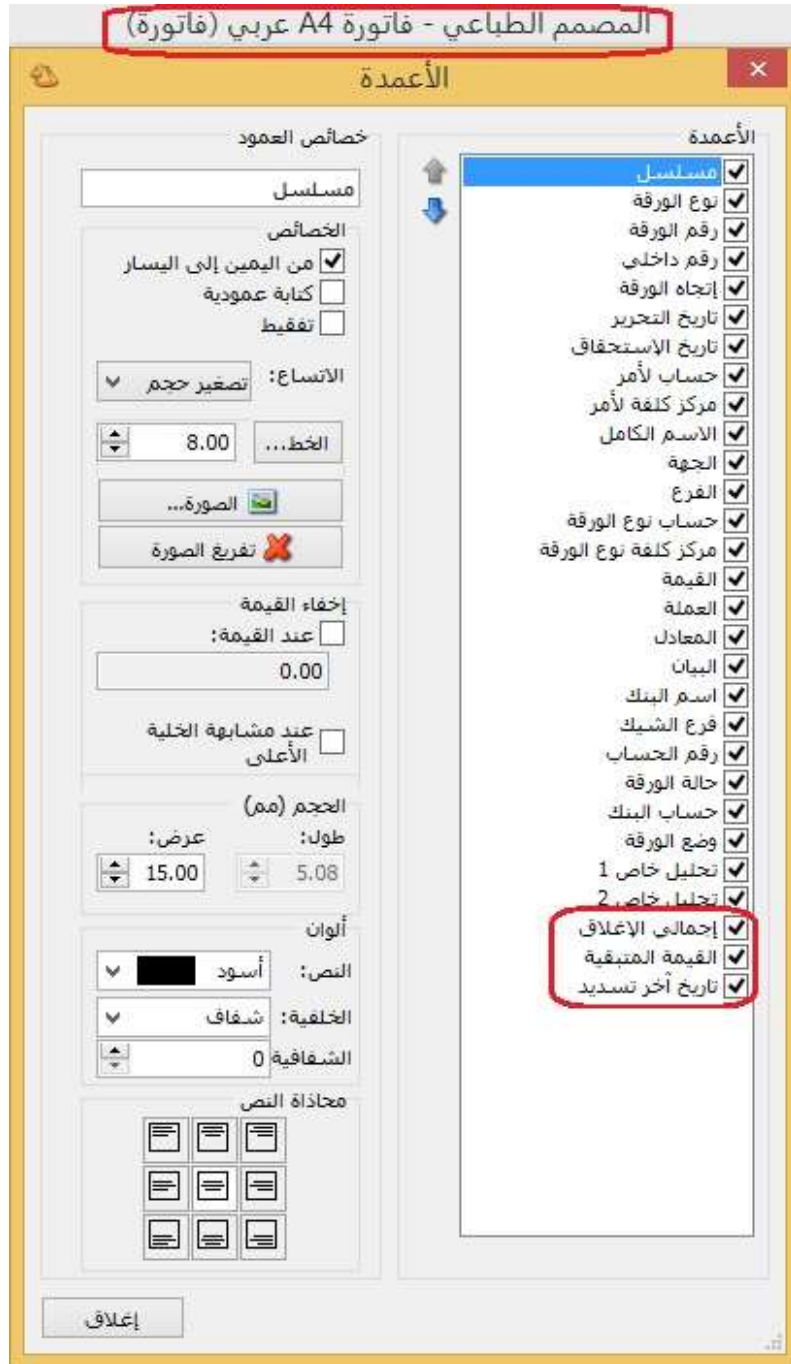 المصمم الطباعي - فاتورة A4 عربي (فاتورة)
الأعمدة
الأعمدة
مسلسل
نوع الورقة
رقم الورقة
رقم داخلي
إتجاه الورقة
تاريخ التحرير
تاريخ الإستحقاق
حساب لأمر
مركز كلفة لأمر
الاسم الكامل
الجهة
الفرع
حساب نوع الورقة
مركز كلفة نوع الورقة
القيمة
العملة
المعادل
البيان
اسم البنك
فرع الشيك
رقم الحساب
حالة الورقة
حساب البنك
وضع الورقة
تحليل خاص 1
تحليل خاص 2
إجمالي الإغلاق
القيمة المتبقية
تاريخ آخر تسديد
خصائص العمود
مسلسل
الخصائص
من اليمين إلى اليسار
كتابة عمودية
تفقيط
الاتساع: تصغير حجم
الخط... 8.00
الصورة...
تفريغ الصورة
إخفاء القيمة
عند القيمة:
0.00
عند مشابهة الخلية
الأعلى
الحجم (مم)
طول: عرض:
5.08 15.00
ألوان
النص: أسود
الخلفية: شفاف
الشفافية 0
محاذاة النص
إغلاق